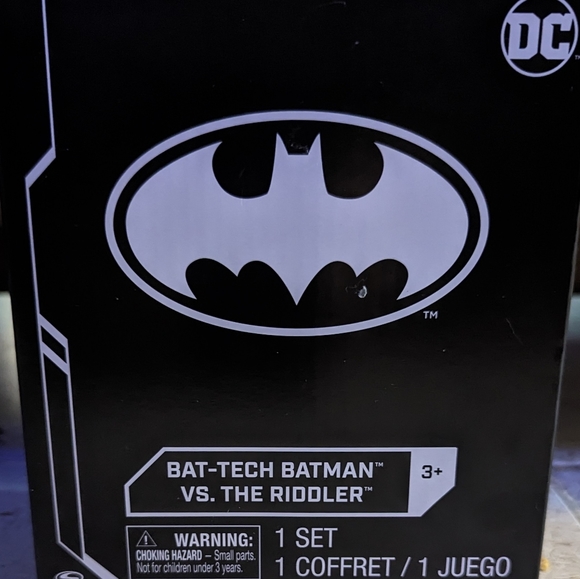 DC
TM
BAT-TECH BATMAN™
VS. THE RIDDLER™
3+
WARNING:
CHOKING HAZARD – Small parts.
Not for children under 3 years.
1 SET
1 COFFRET / 1 JUEGO